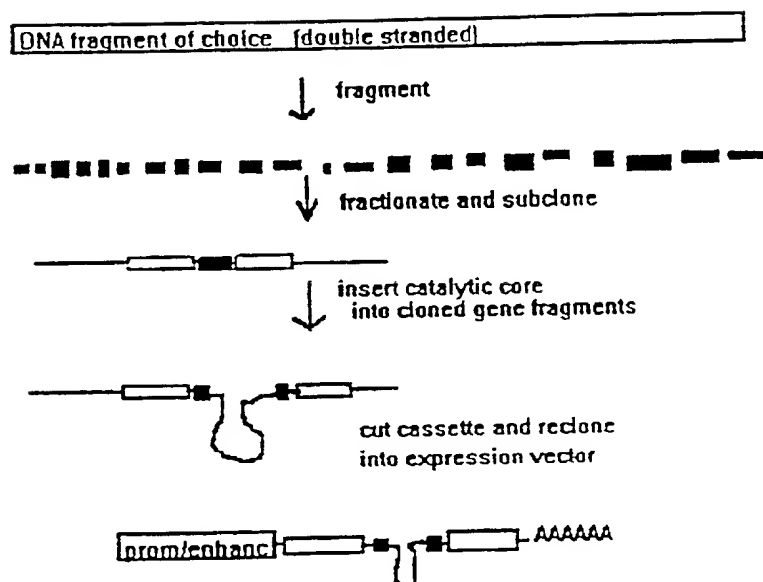 DNA fragment of choice (double stranded)
fragment
fractionate and subclone
insert catalytic core
into cloned gene fragments
cut cassette and reclone
into expression vector
prom/enhanc
AAAAAA